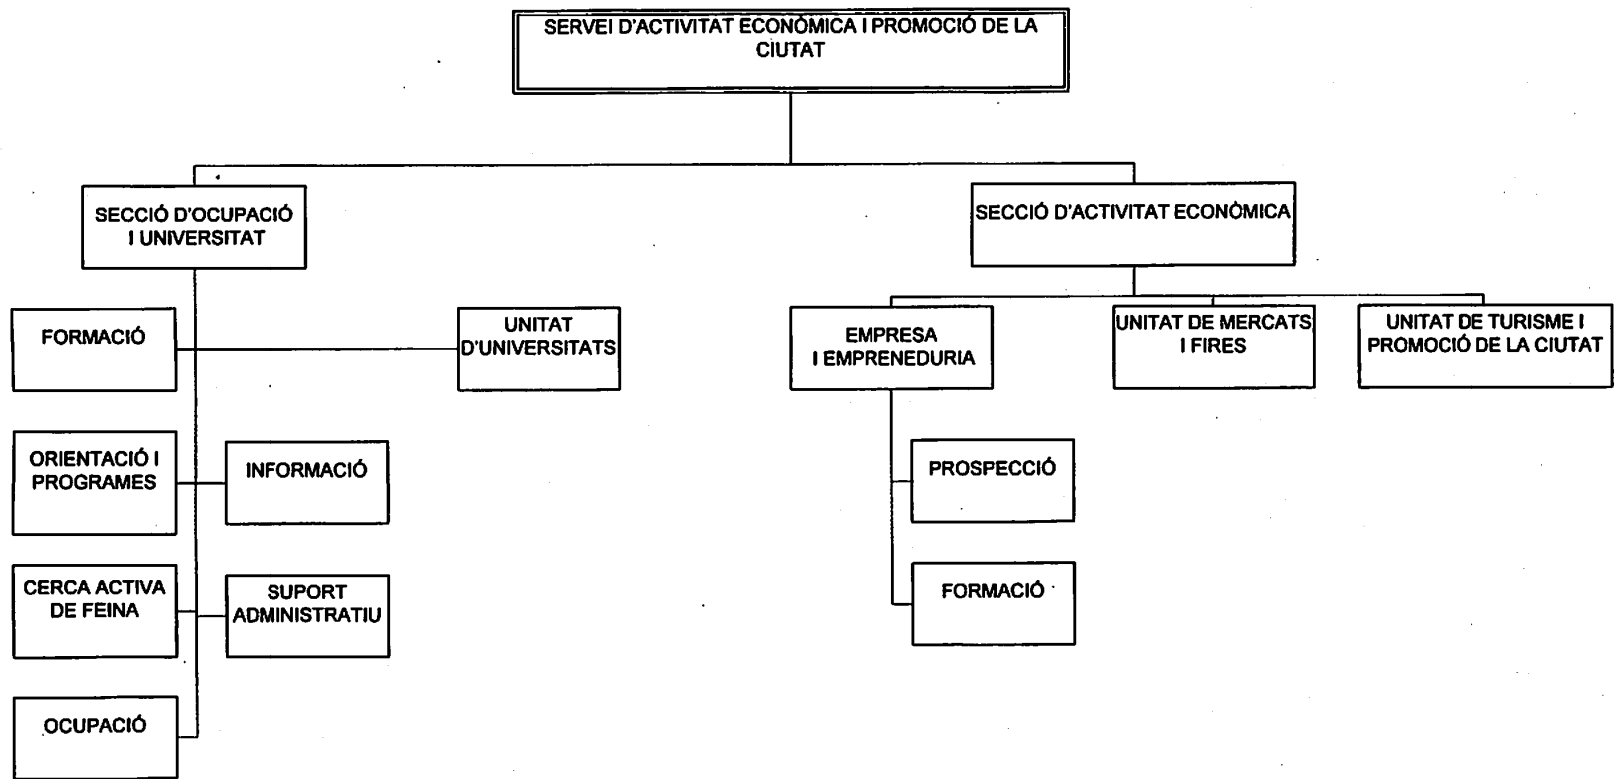 SERVEI D'ACTIVITAT ECONÒMICA I PROMOCIÓ DE LA
CIUTAT
SECCIÓ D'OCUPACIÓ
I UNIVERSITAT
SECCIÓ D'ACTIVITAT ECONÒMICA
FORMACIÓ
UNITAT
D'UNIVERSITATS
EMPRESA
I EMPRENEDURIA
UNITAT DE MERCATS
I FIRES
UNITAT DE TURISME I
PROMOCIÓ DE LA CIUTAT
ORIENTACIÓ I
PROGRAMES
INFORMACIÓ
PROSPECCIÓ
CERCA ACTIVA
DE FEINA
SUPORT
ADMINISTRATIU
FORMACIÓ
OCUPACIÓ